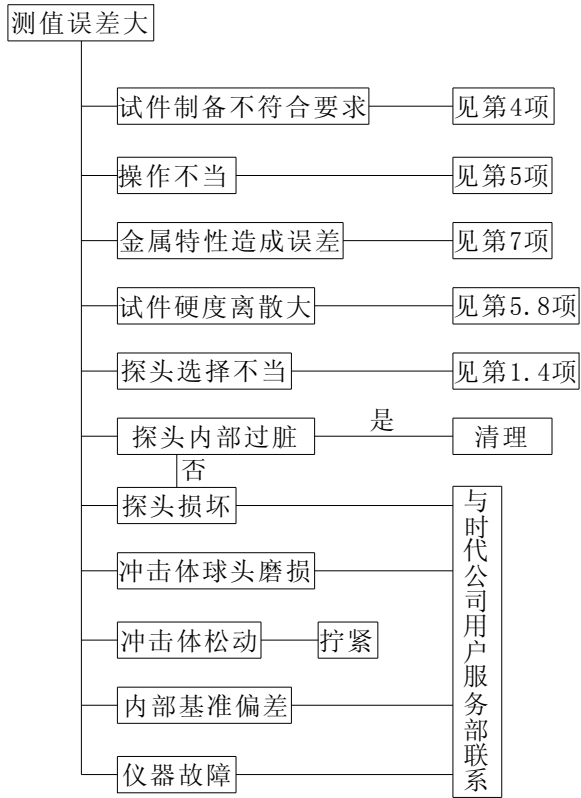 测值误差大
试件制备不符合要求 见第4项
操作不当 见第5项
金属特性造成误差 见第7项
试件硬度离散大 见第5.8项
探头选择不当 见第1.4项
探头内部过脏 是 清理
否
探头损坏
冲击体球头磨损
冲击体松动 拧紧
内部基准偏差
仪器故障
与时代公司用户服务部联系